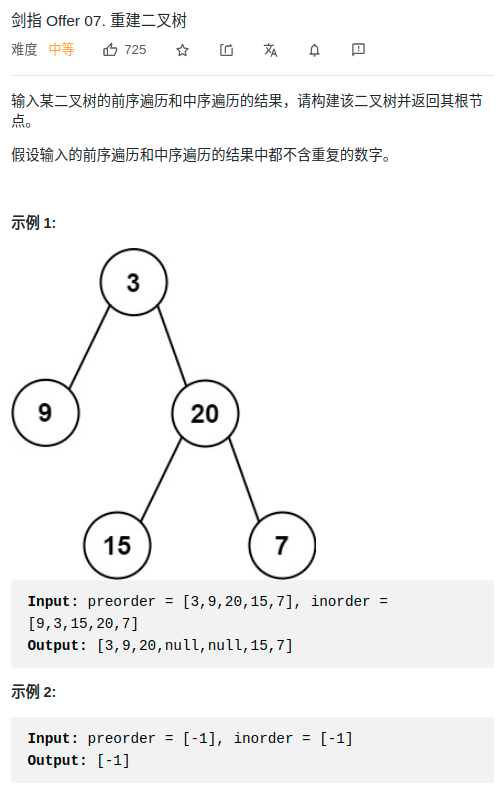 剑指 Offer 07. 重建二叉树
难度 中等 725
输入某二叉树的前序遍历和中序遍历的结果，请构建该二叉树并返回其根节
点。
假设输入的前序遍历和中序遍历的结果中都不含重复的数字。
示例 1:
3
9 20
15 7
Input: preorder = [3,9,20,15,7], inorder =
[9,3,15,20,7]
Output: [3,9,20,null,null,15,7]
示例 2:
Input: preorder = [-1], inorder = [-1]
Output: [-1]